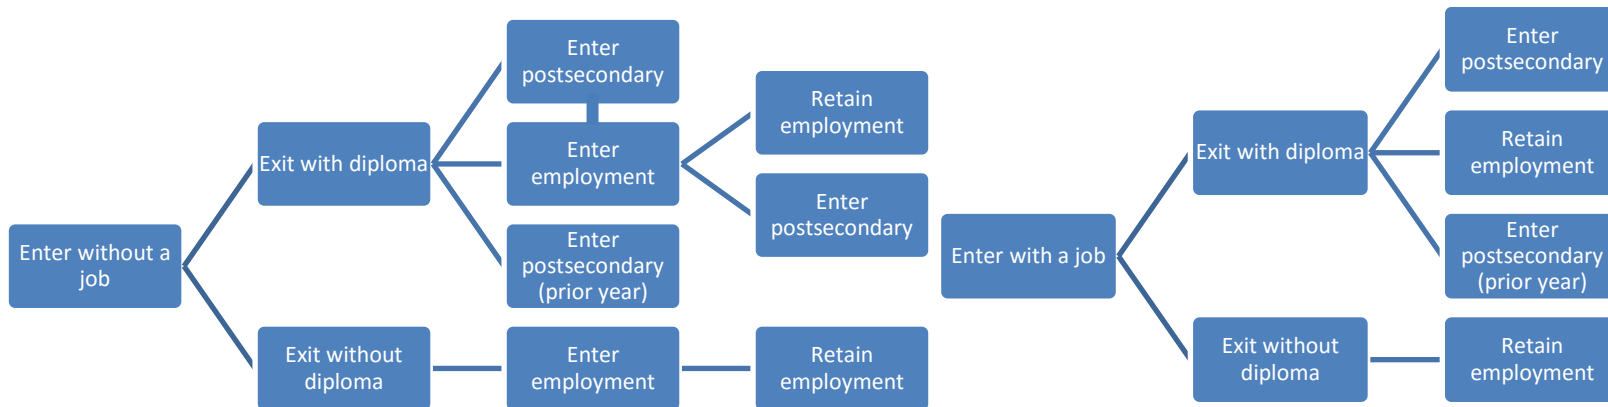 Enter without a
job
Exit with diploma
Enter
postsecondary
Enter
employment
Retain
employment
Enter
postsecondary
Enter
postsecondary
(prior year)
Exit without
diploma
Enter
employment
Retain
employment
Enter with a job
Exit with diploma
Enter
postsecondary
Retain
employment
Enter
postsecondary
(prior year)
Exit without
diploma
Retain
employment